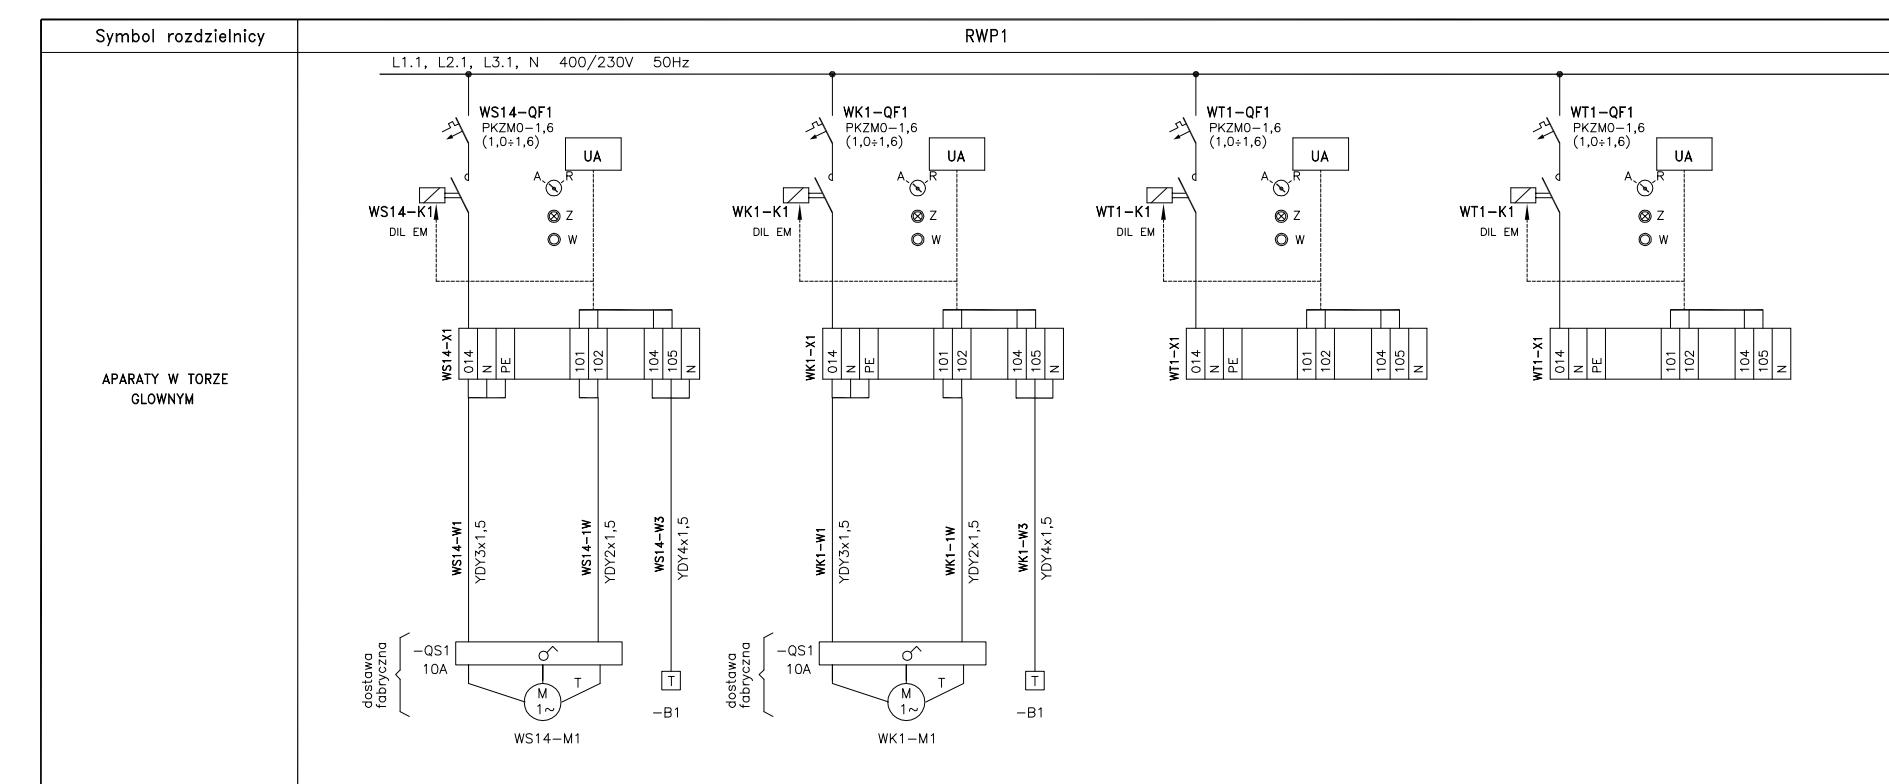 Symbol rozdzielnicy
RWP1
L1.1, L2.1, L3.1, N 400/230V 50Hz
APARATY W TORZE
GLOWNYM
WS14-QF1
PKZM0-1,6
(1,0÷1,6)
UA
A
R
WS14-K1
DIL EM
Z
W
WS14-X1
014
N
PE
101
102
104
105
N
WS14-W1
YDY3x1,5
WS14-1W
YDY2x1,5
WS14-W3
YDY4x1,5
dostawa
fabryczna
-QS1
10A
T
M
1~
T
-B1
WS14-M1
WK1-QF1
PKZM0-1,6
(1,0÷1,6)
UA
A
R
WK1-K1
DIL EM
Z
W
WK1-X1
014
N
PE
101
102
104
105
N
WK1-W1
YDY3x1,5
WK1-1W
YDY2x1,5
WK1-W3
YDY4x1,5
dostawa
fabryczna
-QS1
10A
T
M
1~
T
-B1
WK1-M1
WT1-QF1
PKZM0-1,6
(1,0÷1,6)
UA
A
R
WT1-K1
DIL EM
Z
W
WT1-X1
014
N
PE
101
102
104
105
N
WT1-QF1
PKZM0-1,6
(1,0÷1,6)
UA
A
R
WT1-K1
DIL EM
Z
W
WT1-X1
014
N
PE
101
102
104
105
N